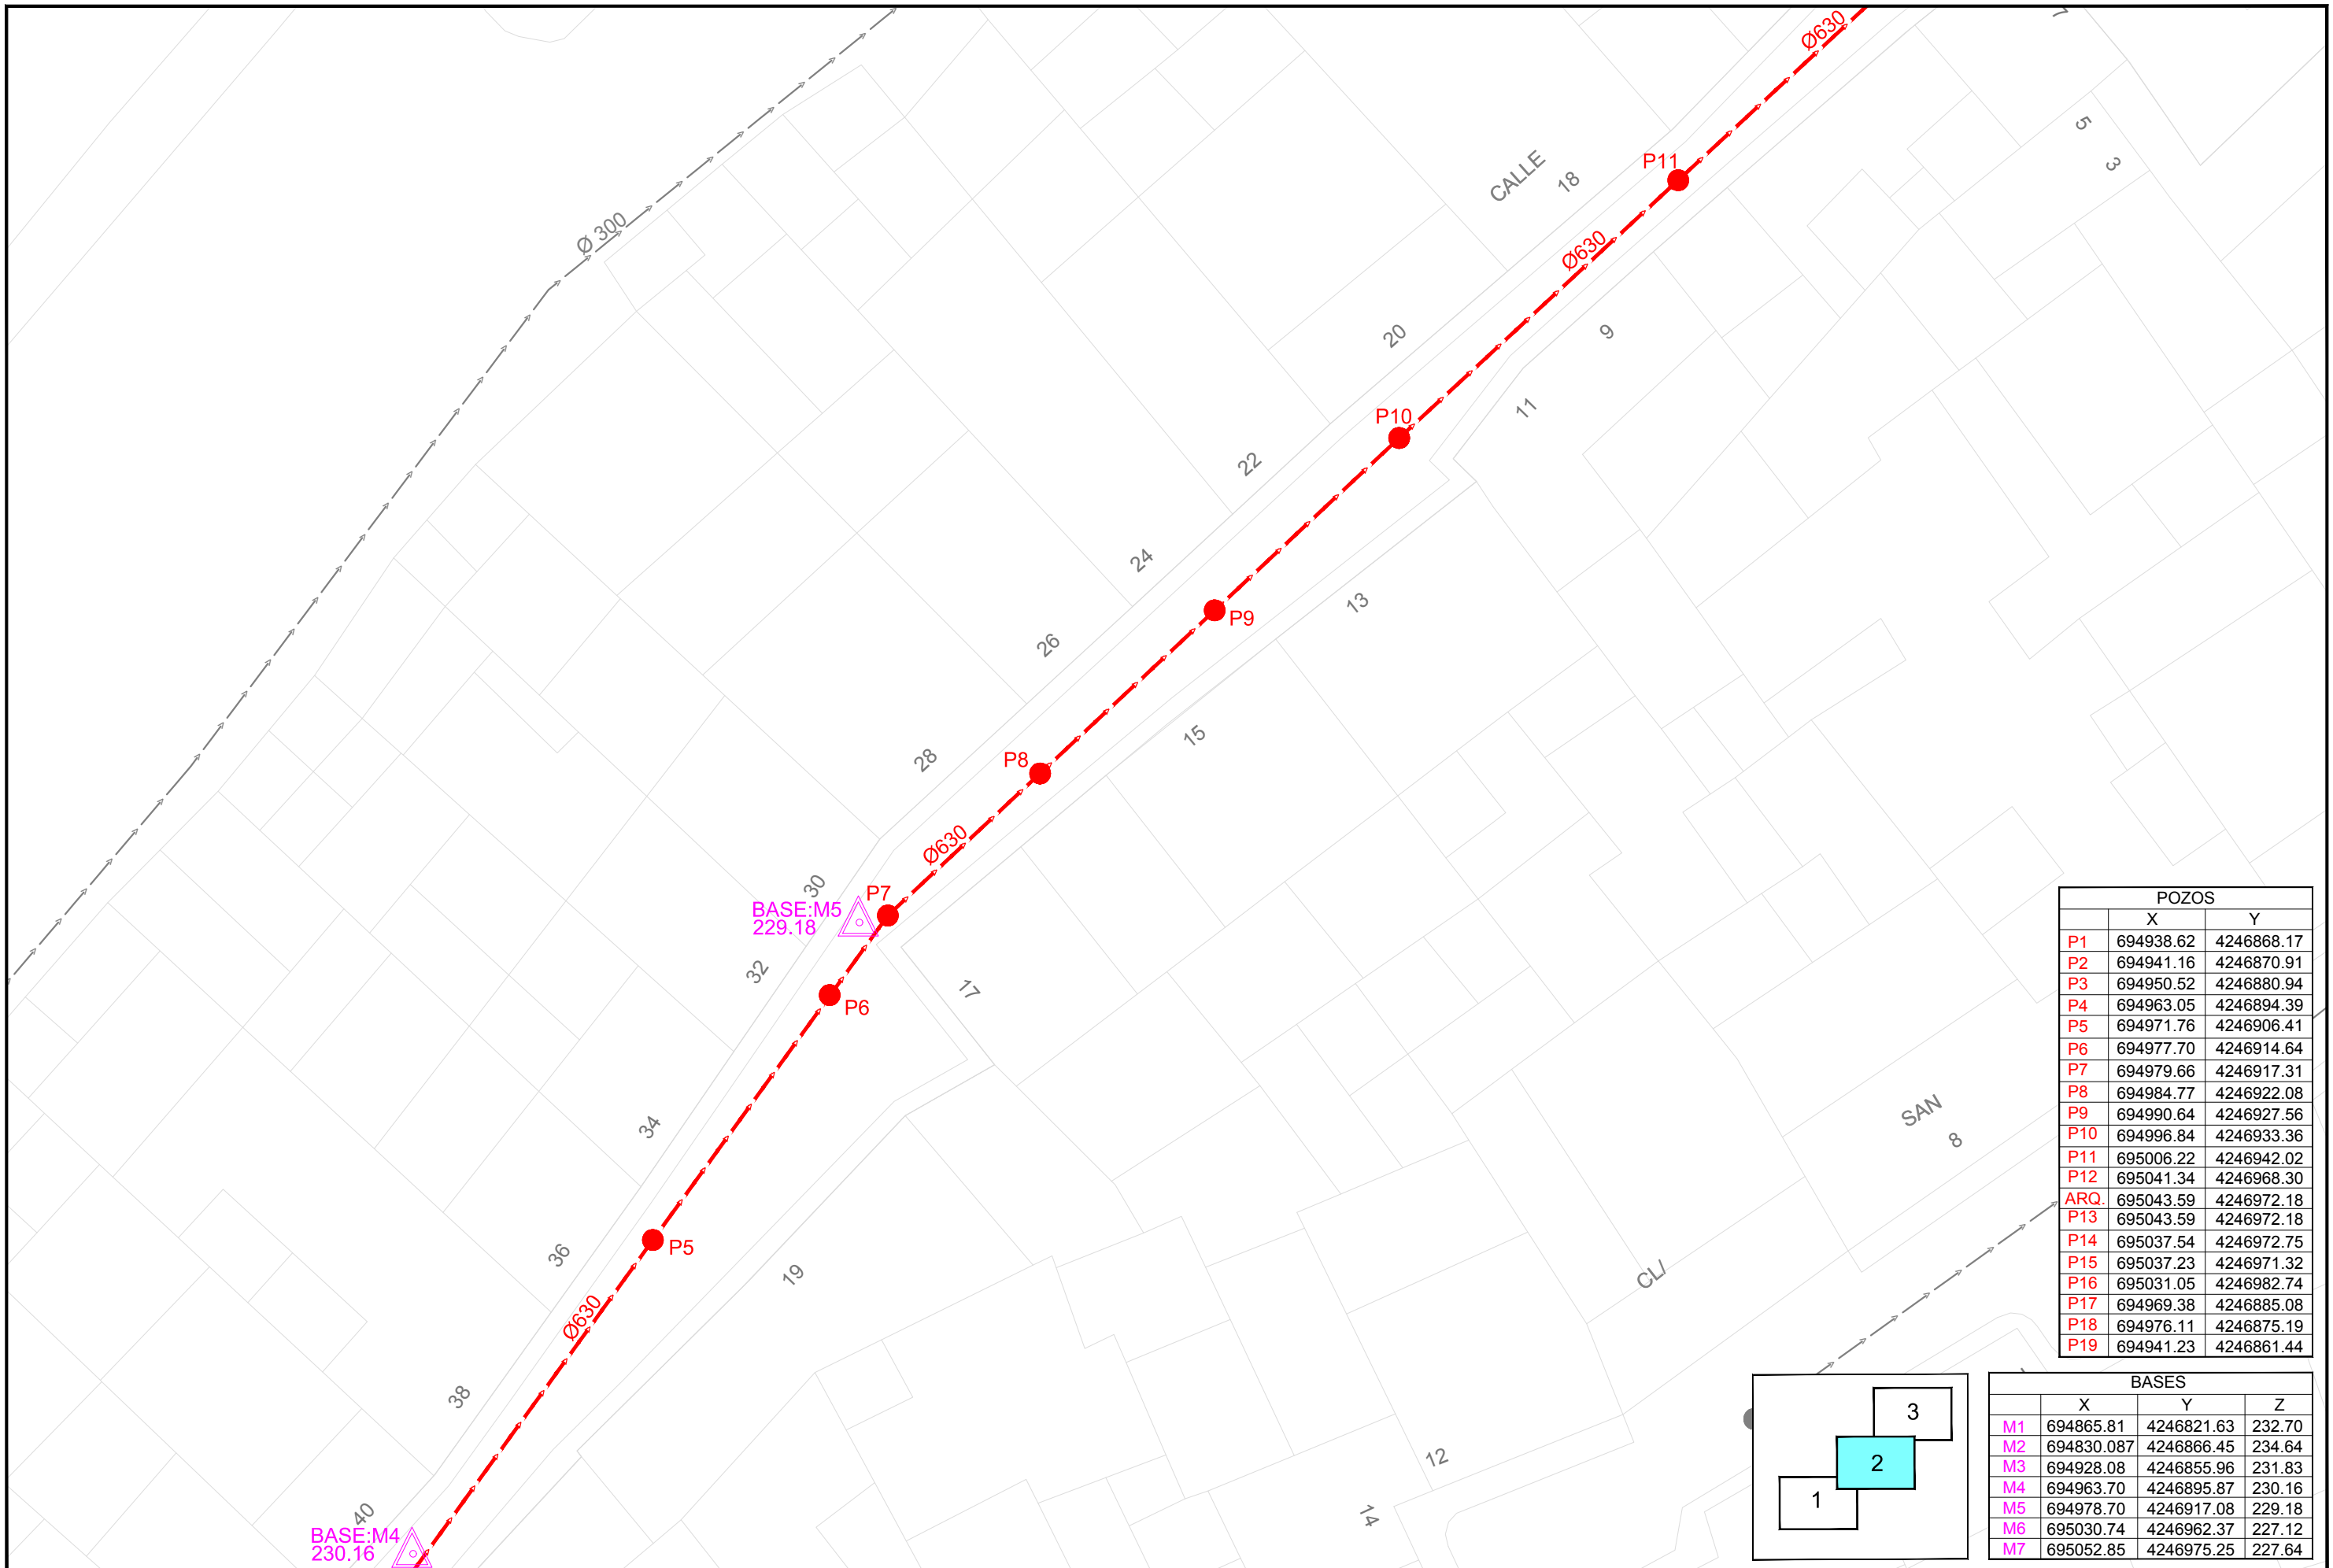 Ø630
7
5
3
P11
CALLE
18
Ø 300
Ø630
20
9
P10
11
22
24
P9
13
26
15
P8
28
Ø630
30
P7
BASE:M5
229.18
32
17
P6
34
SAN
8
P5
36
19
CL/
Ø630
38
12
40
14
BASE:M4
230.16
POZOS
X Y
P1 694938.62 4246868.17
P2 694941.16 4246870.91
P3 694950.52 4246880.94
P4 694963.05 4246894.39
P5 694971.76 4246906.41
P6 694977.70 4246914.64
P7 694979.66 4246917.31
P8 694984.77 4246922.08
P9 694990.64 4246927.56
P10 694996.84 4246933.36
P11 695006.22 4246942.02
P12 695041.34 4246968.30
ARQ. 695043.59 4246972.18
P13 695043.59 4246972.18
P14 695037.54 4246972.75
P15 695037.23 4246971.32
P16 695031.05 4246982.74
P17 694969.38 4246885.08
P18 694976.11 4246875.19
P19 694941.23 4246861.44
3
2
1
BASES
X Y Z
M1 694865.81 4246821.63 232.70
M2 694830.087 4246866.45 234.64
M3 694928.08 4246855.96 231.83
M4 694963.70 4246895.87 230.16
M5 694978.70 4246917.08 229.18
M6 695030.74 4246962.37 227.12
M7 695052.85 4246975.25 227.64